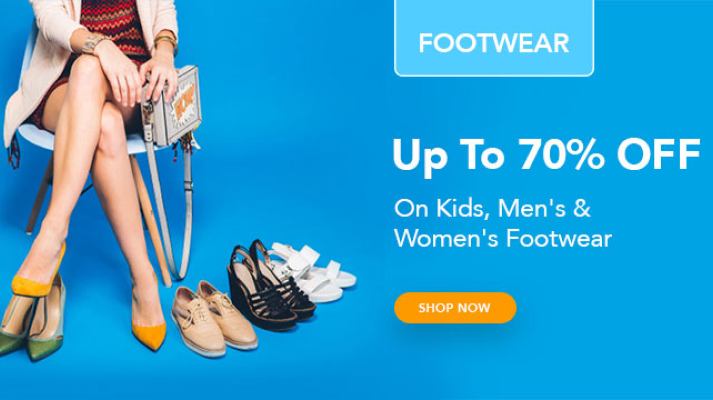 FOOTWEAR
Up To 70% OFF
On Kids, Men's &
Women's Footwear
SHOP NOW